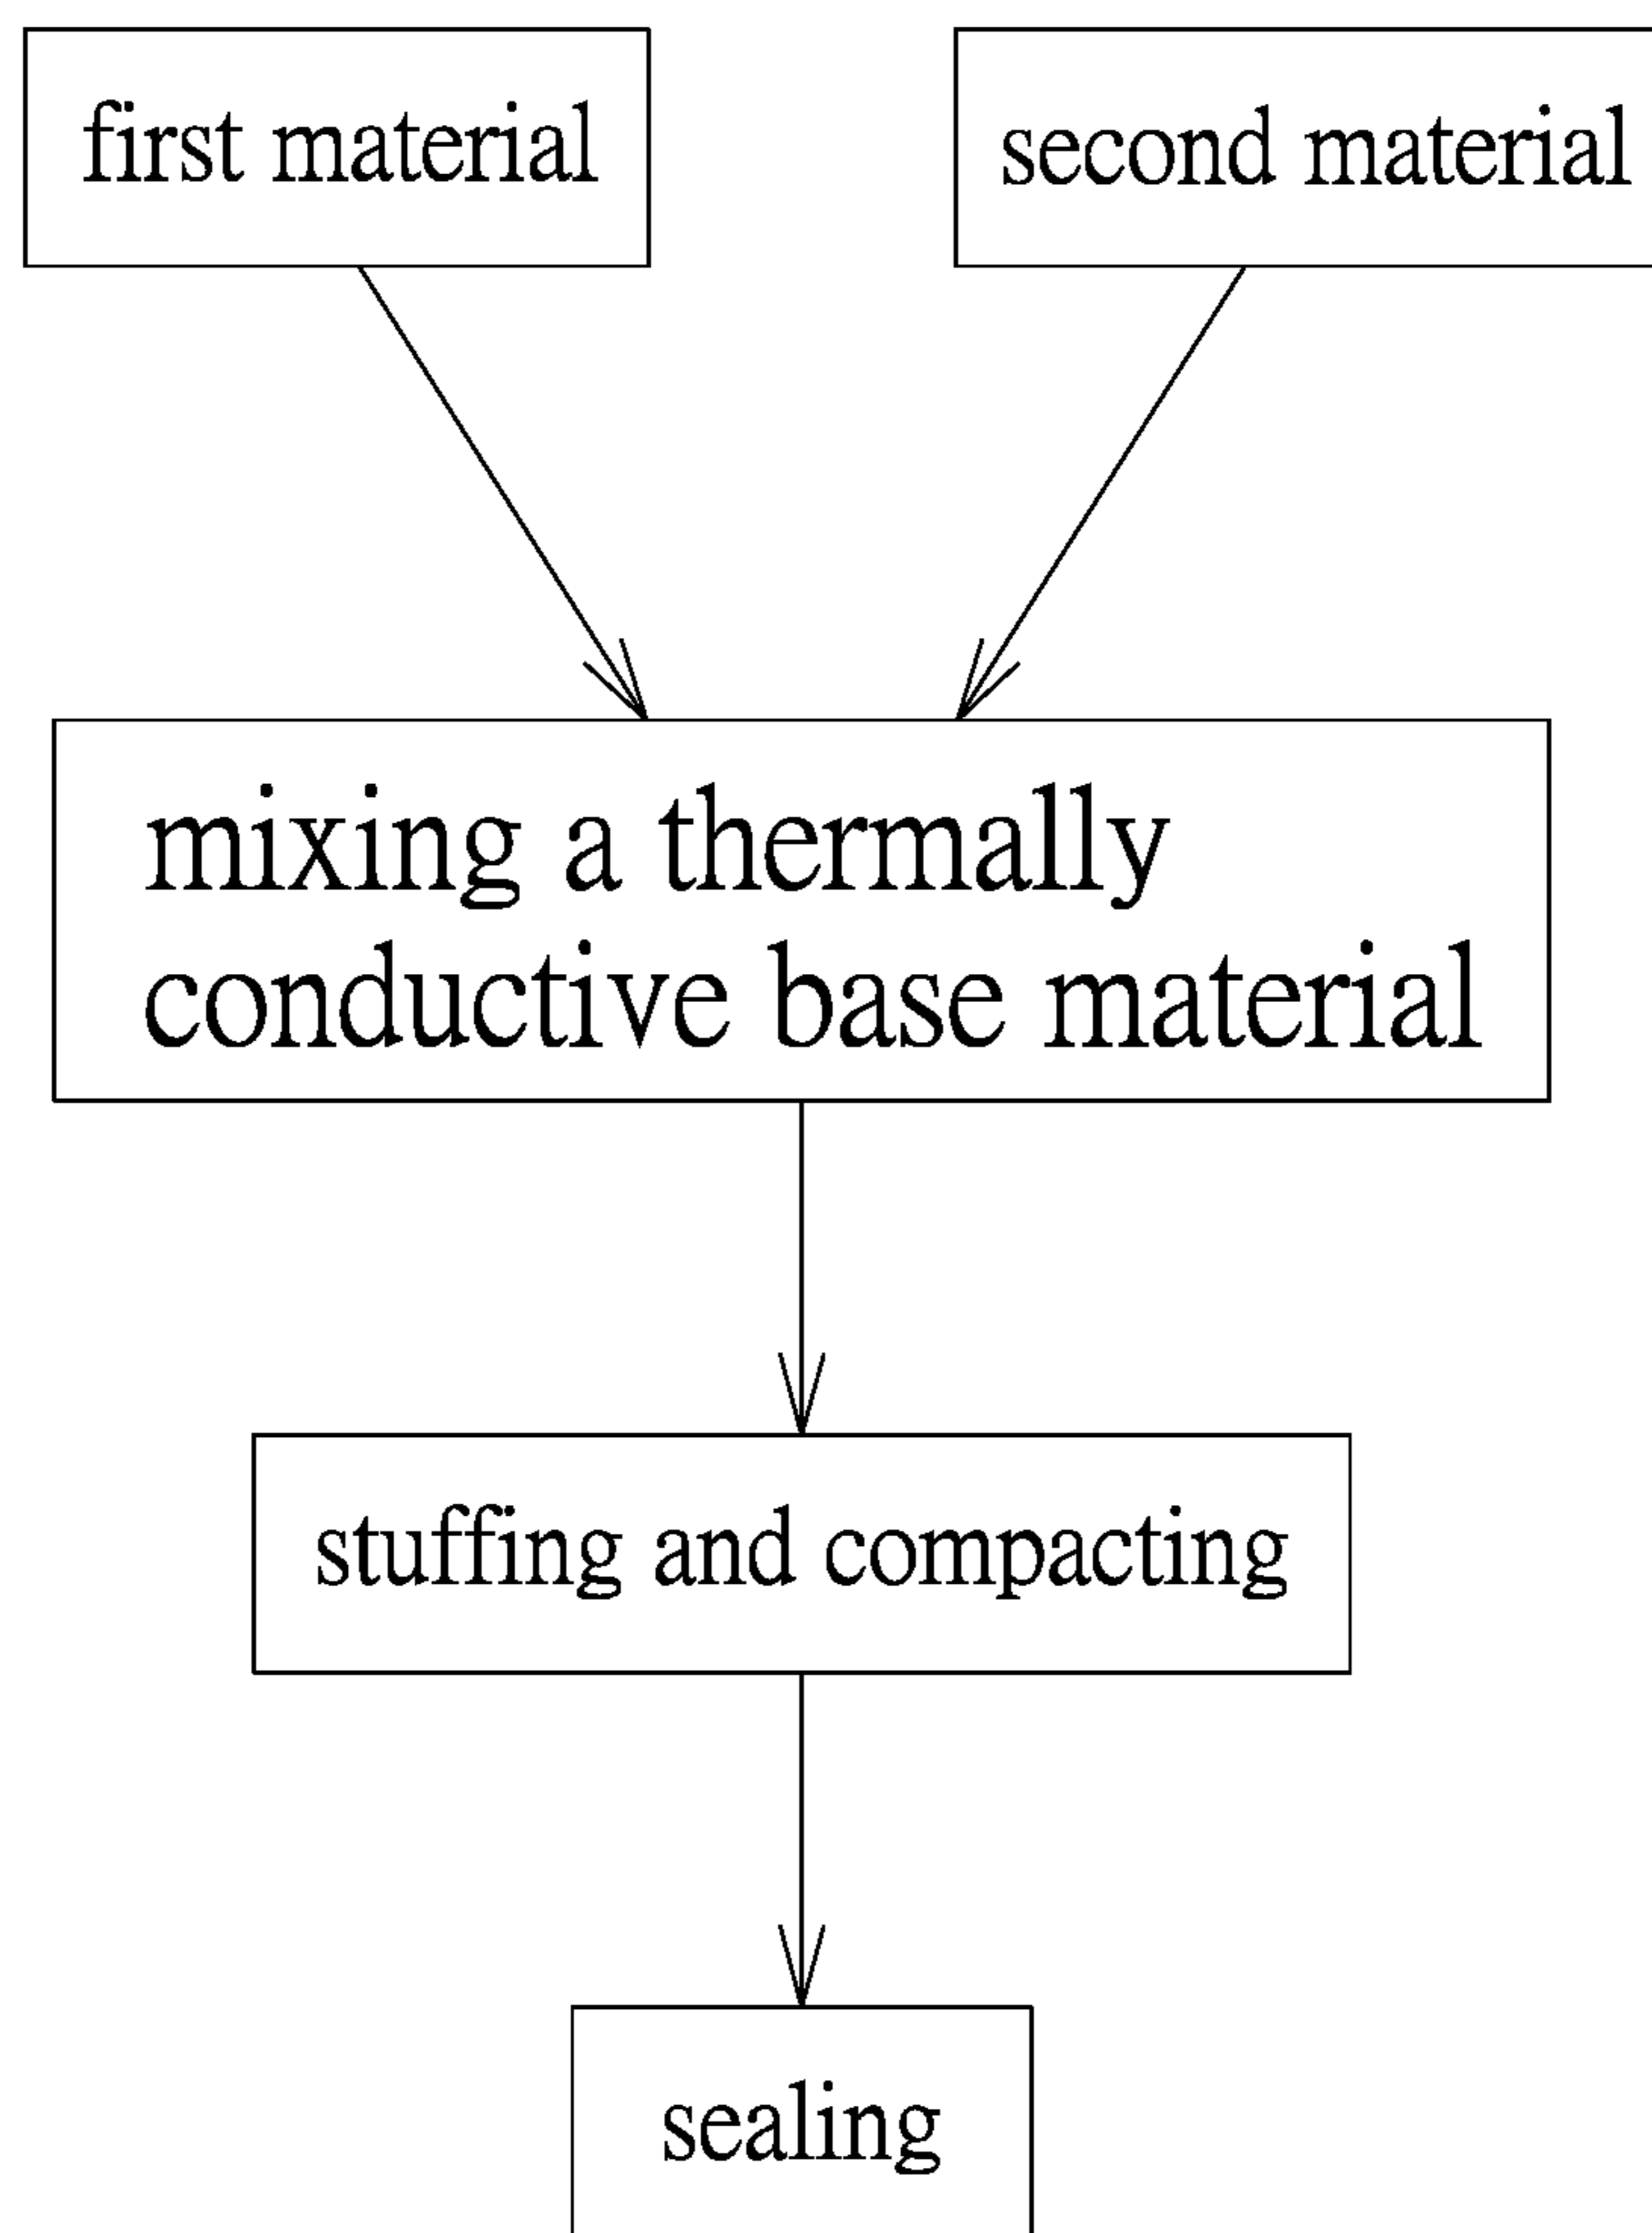 first material
second material
mixing a thermally
conductive base material
stuffing and compacting
sealing